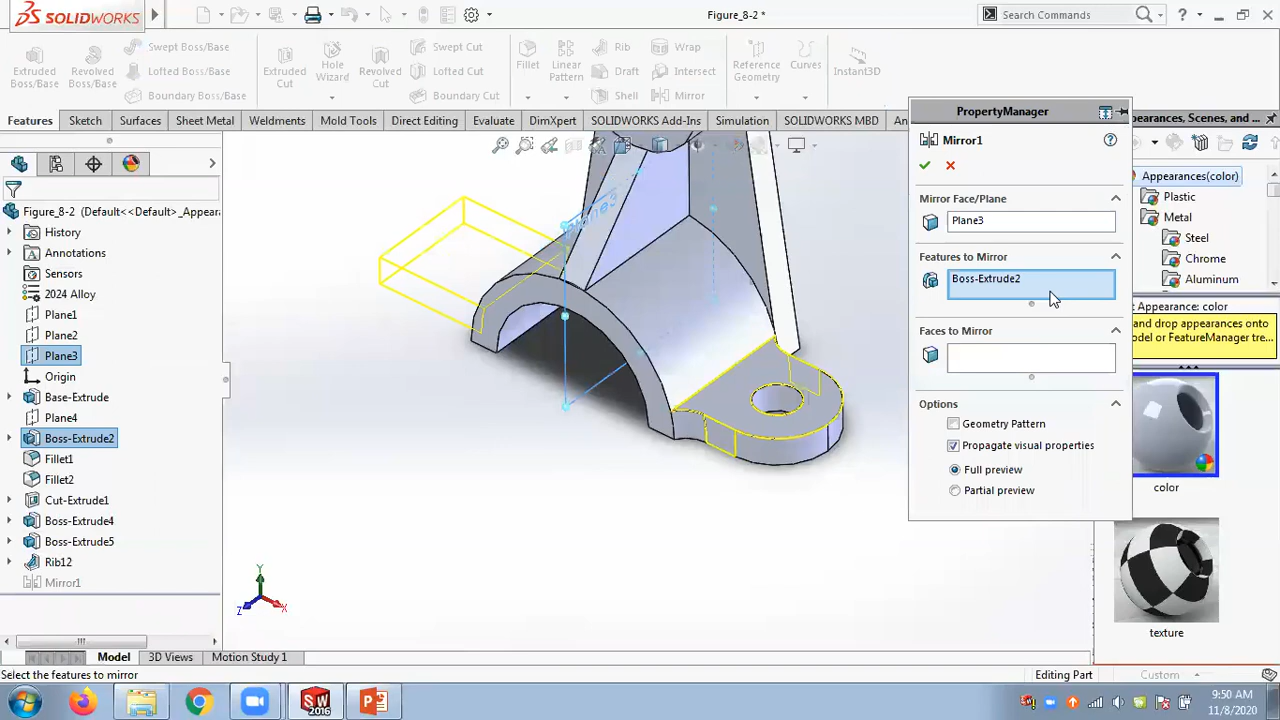 SOLIDWORKS
Figure_8-2 *
Search Commands
Extruded Boss/Base
Revolved Boss/Base
Swept Boss/Base
Lofted Boss/Base
Boundary Boss/Base
Extruded Cut
Hole Wizard
Revolved Cut
Swept Cut
Lofted Cut
Boundary Cut
Fillet
Linear Pattern
Rib
Draft
Shell
Wrap
Intersect
Mirror
Reference Geometry
Curves
Instant3D
Features
Sketch
Surfaces
Sheet Metal
Weldments
Mold Tools
Direct Editing
Evaluate
DimXpert
SOLIDWORKS Add-Ins
Simulation
SOLIDWORKS MBD
An
Figure_8-2 (Default<<Default>_Appear
History
Annotations
Sensors
2024 Alloy
Plane1
Plane2
Plane3
Origin
Base-Extrude
Plane4
Boss-Extrude2
Fillet1
Fillet2
Cut-Extrude1
Boss-Extrude4
Boss-Extrude5
Rib12
Mirror1
Plane3
Y
Z
X
PropertyManager
Mirror1
Mirror Face/Plane
Plane3
Features to Mirror
Boss-Extrude2
Faces to Mirror
Options
Geometry Pattern
Propagate visual properties
Full preview
Partial preview
ppearances, Scenes, and...
Appearances(color)
Plastic
Metal
Steel
Chrome
Aluminum
Appearance: color
and drop appearances onto
odel or FeatureManager tre...
color
texture
Model
3D Views
Motion Study 1
Select the features to mirror
Editing Part
Custom
SW
2016
9:50 AM
11/8/2020